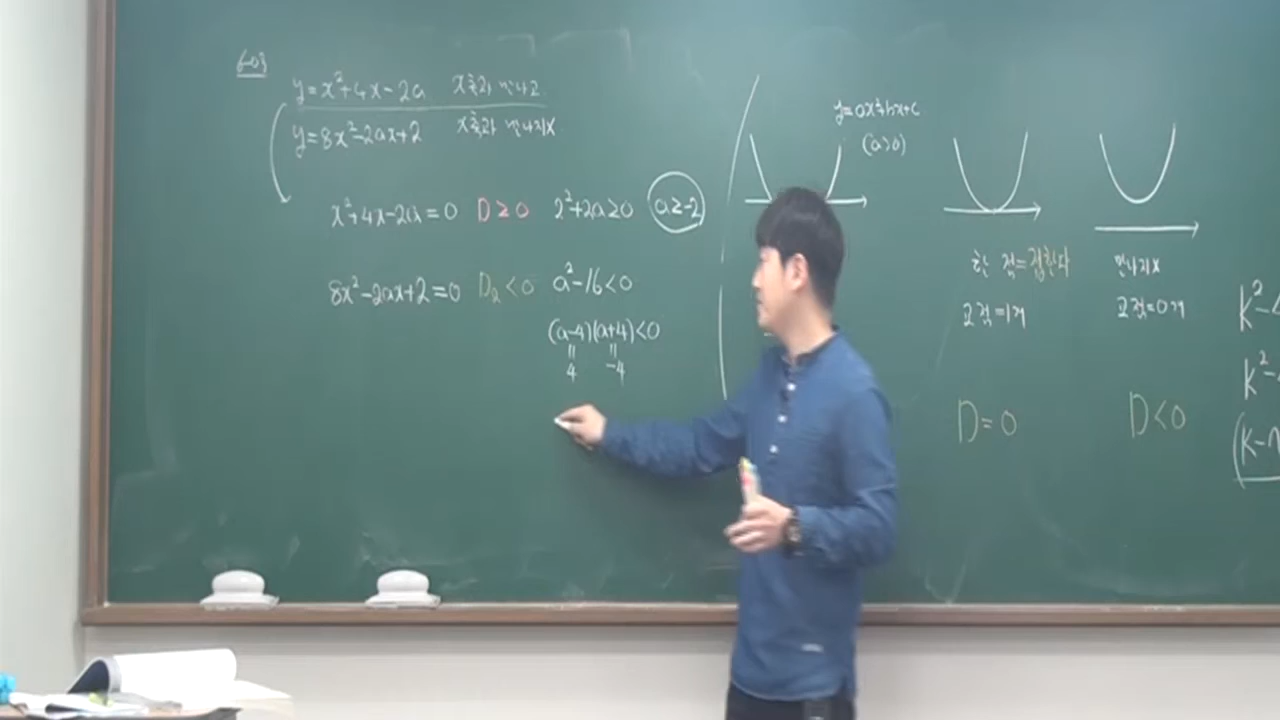 y=x²+4x-2a x축과 만나고
y=8x²-2ax+2 x축과 만나지X
x²+4x-2a=0 D≥0 2²+2a≥0 a≥-2
8x²-2ax+2=0 D₂<0 a²-16<0
(a-4)(a+4)<0
4 -4
y=ax²+bx+c
(a>0)
한 점=접한다
교점=1개
D=0
만나지X
교점=0개
D<0
K²-
K²-
(K-